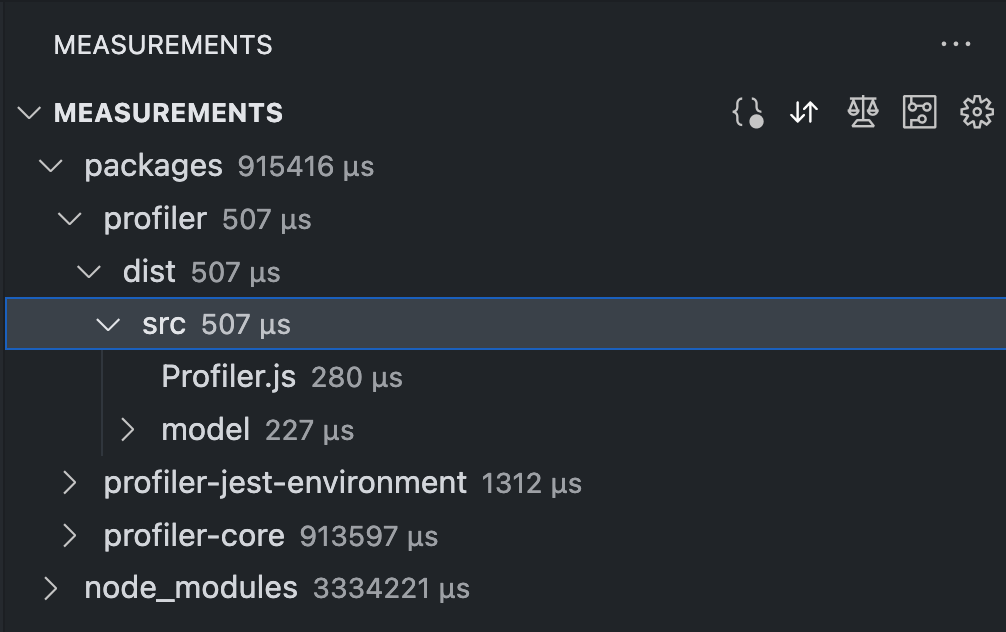 MEASUREMENTS
MEASUREMENTS
packages 915416 µs
profiler 507 µs
dist 507 µs
src 507 µs
Profiler.js 280 µs
model 227 µs
profiler-jest-environment 1312 µs
profiler-core 913597 µs
node_modules 3334221 µs